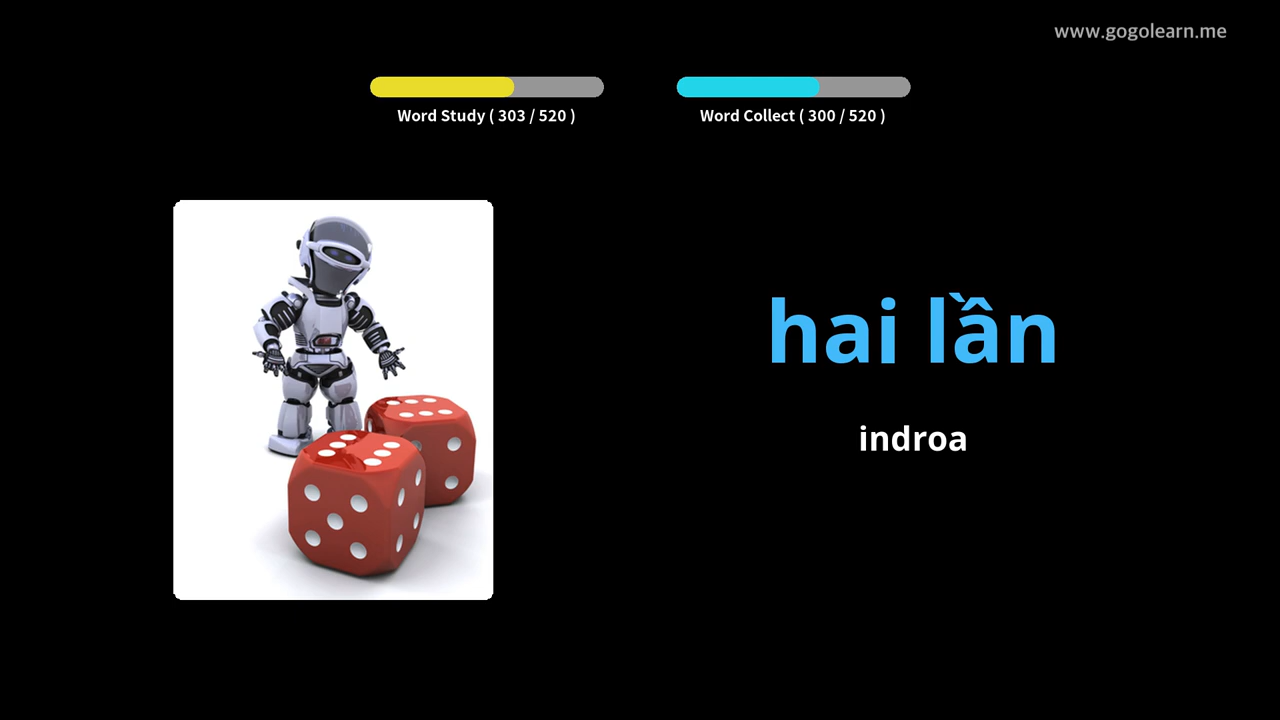 www.gogolearn.me
Word Study ( 303 / 520 )
Word Collect ( 300 / 520 )
hai lần
indroa